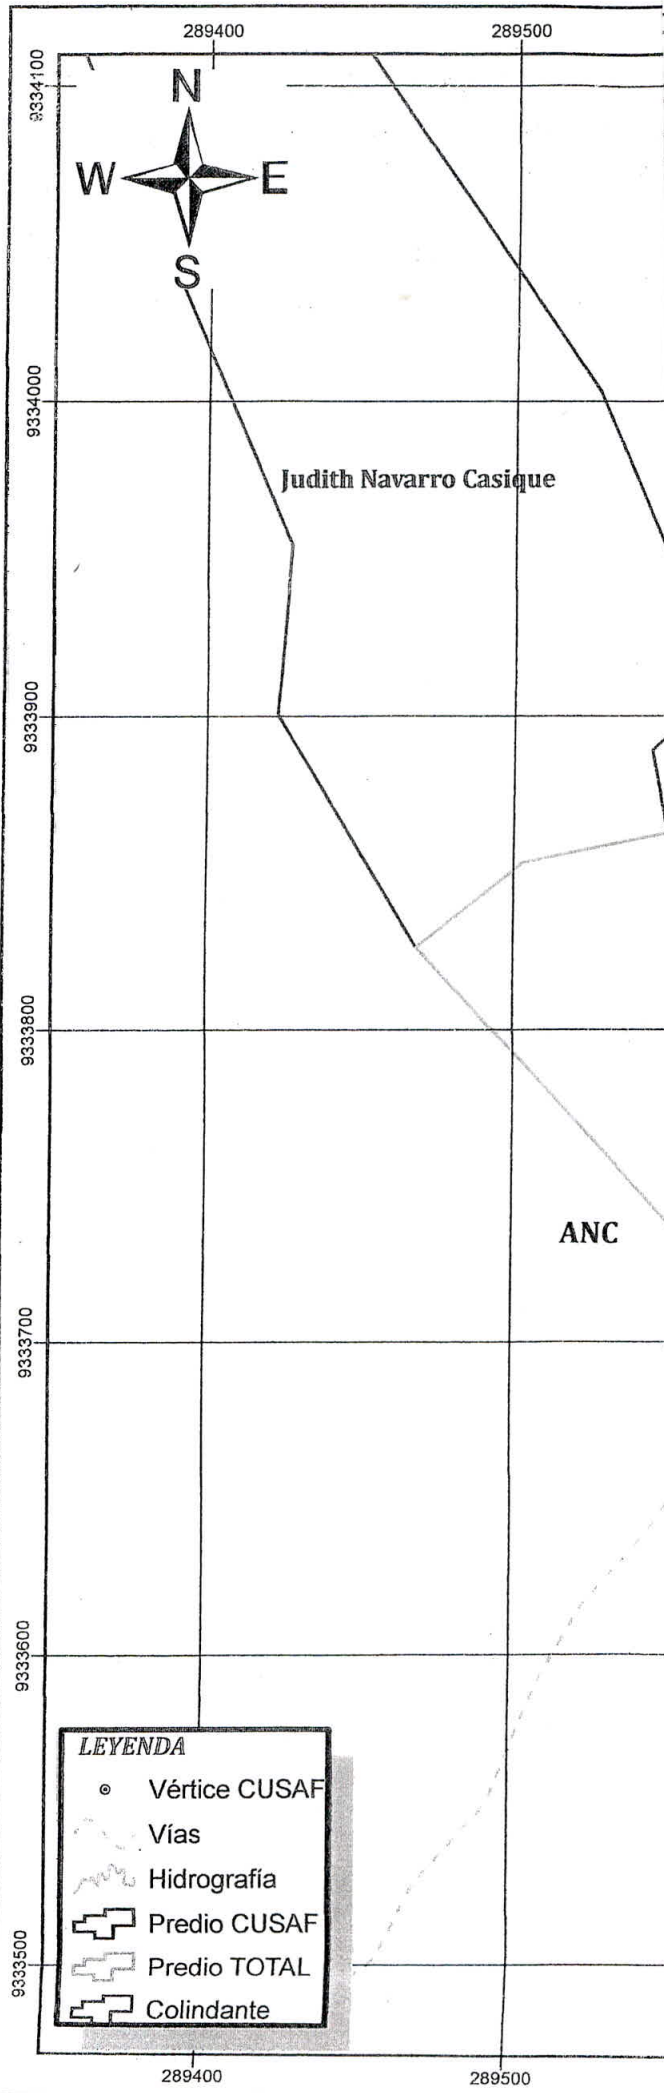 289400 289500
9334100
N
W E
S
9334000
Judith Navarro Casique
9333900
9333800
ANC
9333700
9333600
LEYENDA
Vértice CUSAF
Vías
Hidrografía
Predio CUSAF
Predio TOTAL
Colindante
9333500
289400 289500